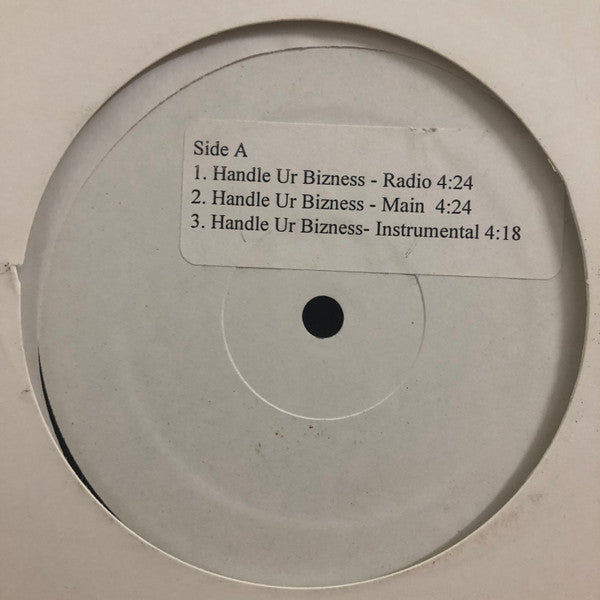 Side A
1. Handle Ur Bizness - Radio 4:24
2. Handle Ur Bizness - Main  4:24
3. Handle Ur Bizness- Instrumental 4:18